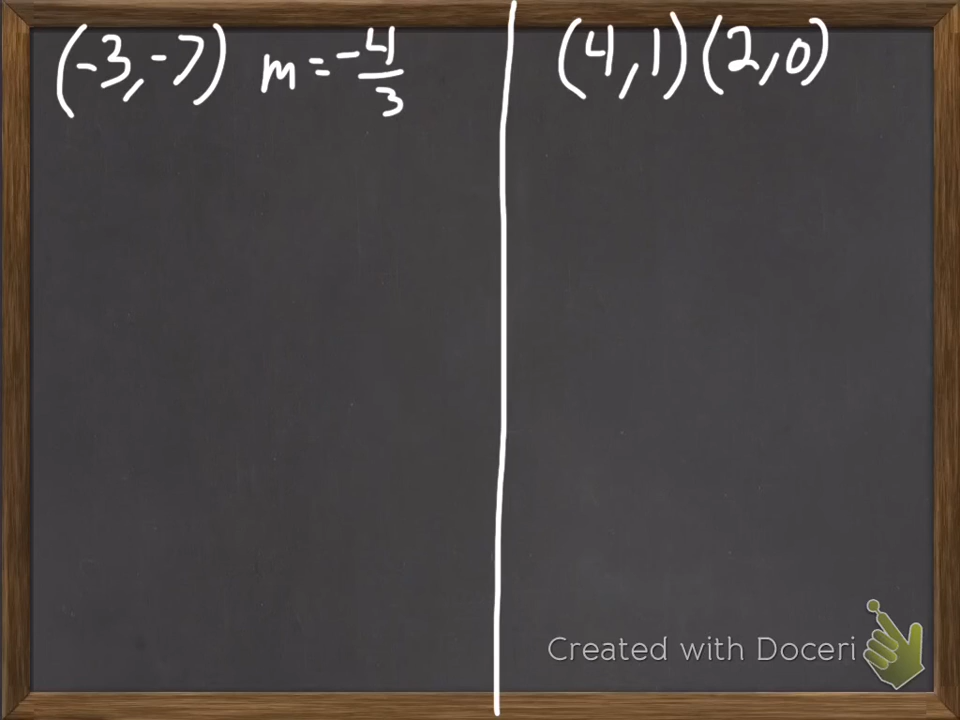 (-3,-7) m=-4/3
(4,1)(2,0)
Created with Doceri